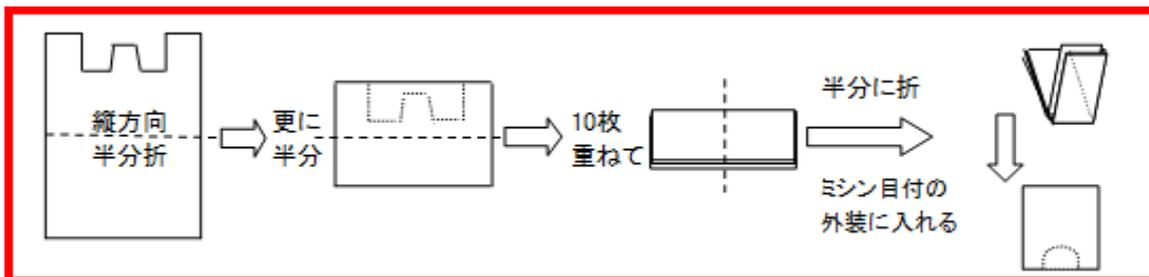 縦方向
半分折
更に
半分
10枚
重ねて
半分に折
ミシン目付の
外装に入れる